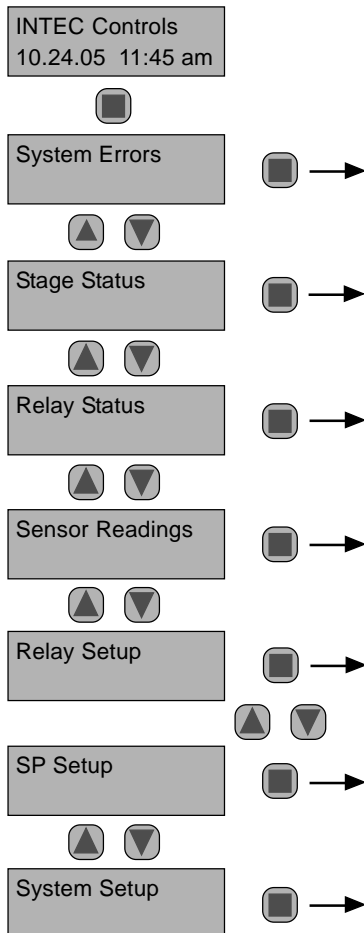 INTEC Controls
10.24.05 11:45 am
System Errors
Stage Status
Relay Status
Sensor Readings
Relay Setup
SP Setup
System Setup